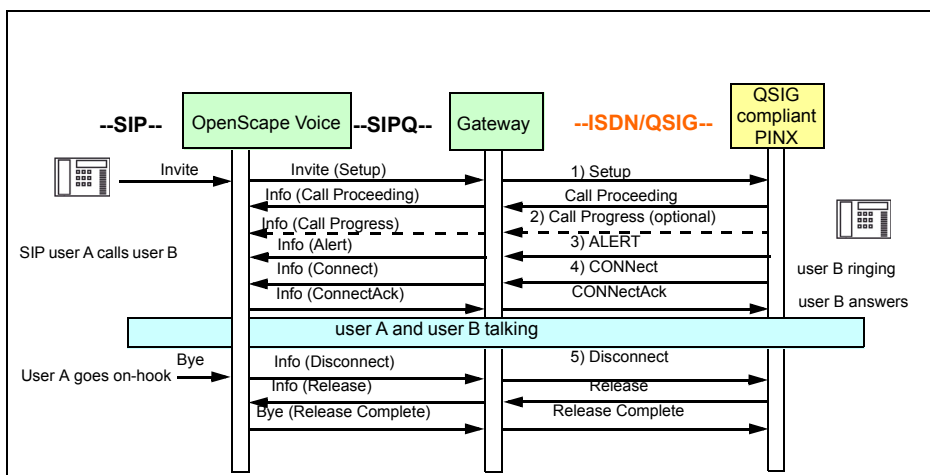 QSIG
compliant
PINX
--SIP--
OpenScape Voice
--SIPQ--
Gateway
--ISDN/QSIG--
Invite
Invite (Setup)
1) Setup
Info (Call Proceeding)
Call Proceeding
Info (Call Progress)
2) Call Progress (optional)
SIP user A calls user B
Info (Alert)
3) ALERT
user B ringing
Info (Connect)
4) CONNect
Info (ConnectAck)
CONNectAck
user B answers
user A and user B talking
Bye
Info (Disconnect)
5) Disconnect
User A goes on-hook
Info (Release)
Release
Bye (Release Complete)
Release Complete